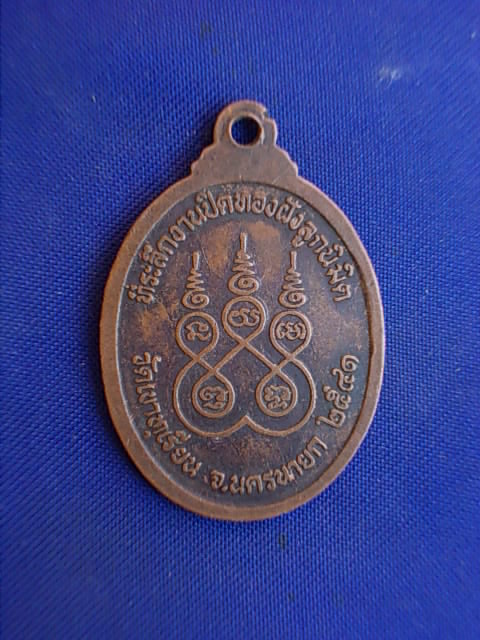 ที่ระลึกงานปิดทองฝังลูกนิมิต
วัดเขาทุเรียน จ.นครนายก ๒๕๔๑